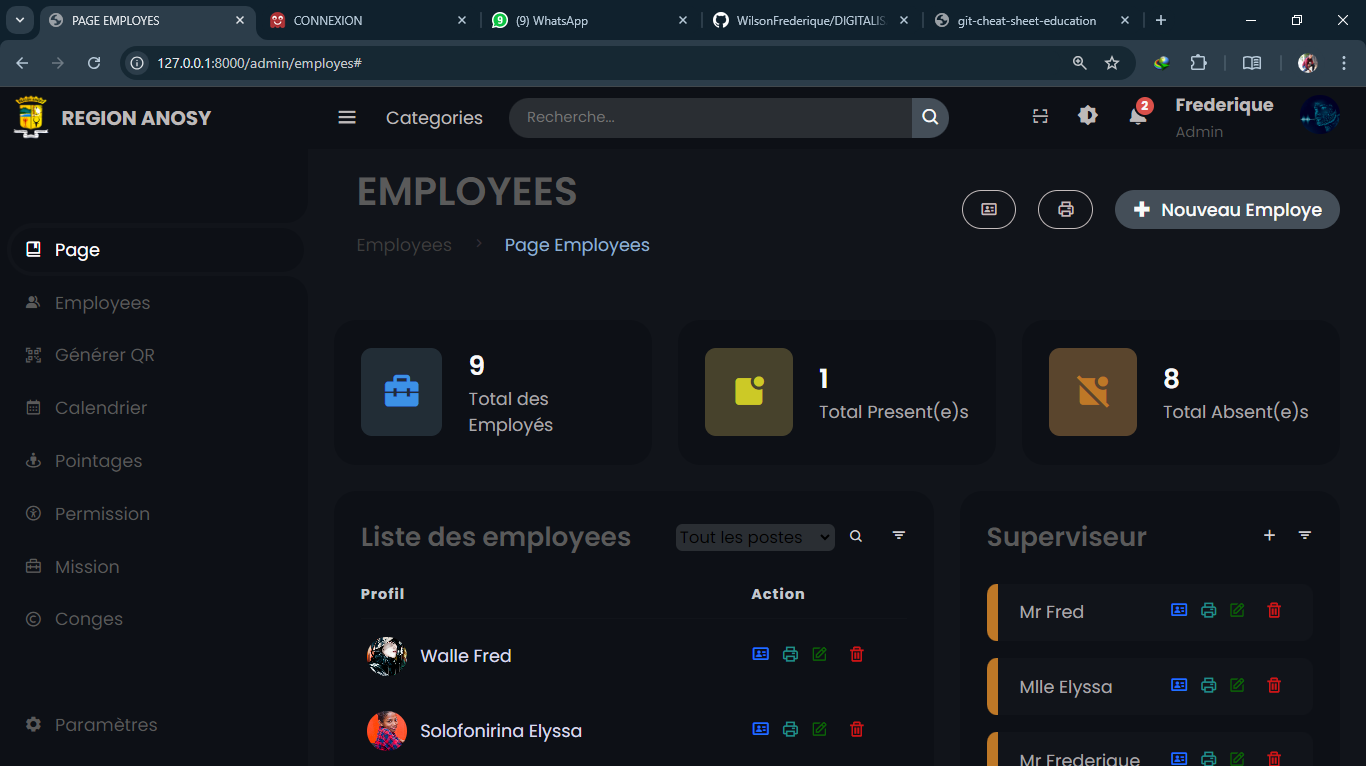 PAGE EMPLOYES
CONNEXION
(9) WhatsApp
WilsonFrederique/DIGITALIS
git-cheat-sheet-education
127.0.0.1:8000/admin/employes#
REGION ANOSY
Categories
Recherche...
2
Frederique
Admin
EMPLOYEES
Employees
Page Employees
Nouveau Employe
Page
Employees
Générer QR
Calendrier
Pointages
Permission
Mission
Conges
Paramètres
9
Total des
Employés
1
Total Present(e)s
8
Total Absent(e)s
Liste des employees
Tout les postes
Profil
Action
Walle Fred
Solofonirina Elyssa
Superviseur
Mr Fred
Mlle Elyssa
Mr Frederique